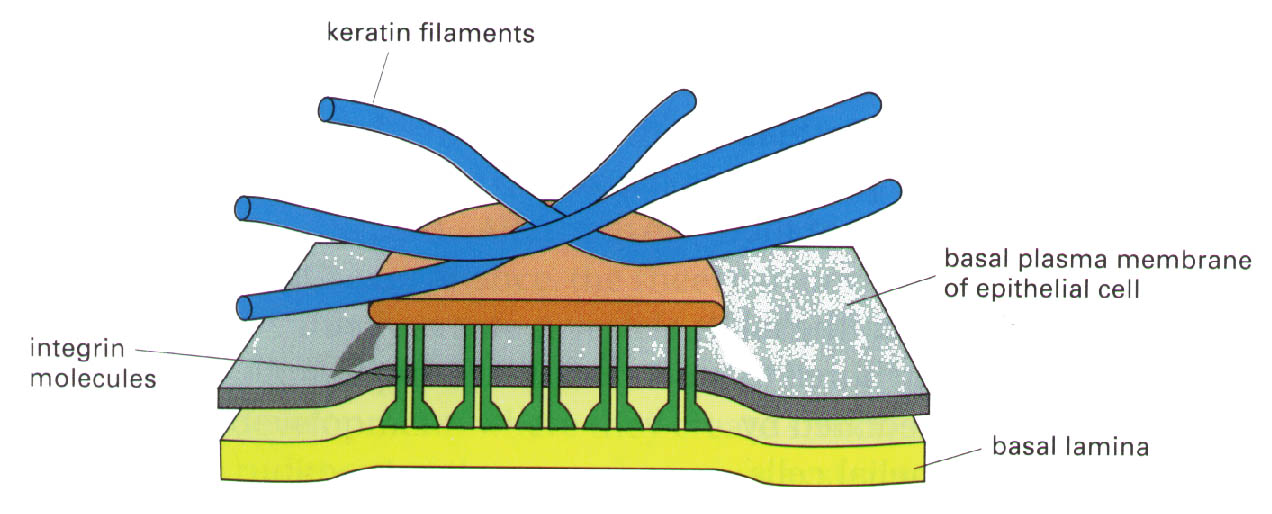 keratin filaments
basal plasma membrane
of epithelial cell
integrin
molecules
basal lamina